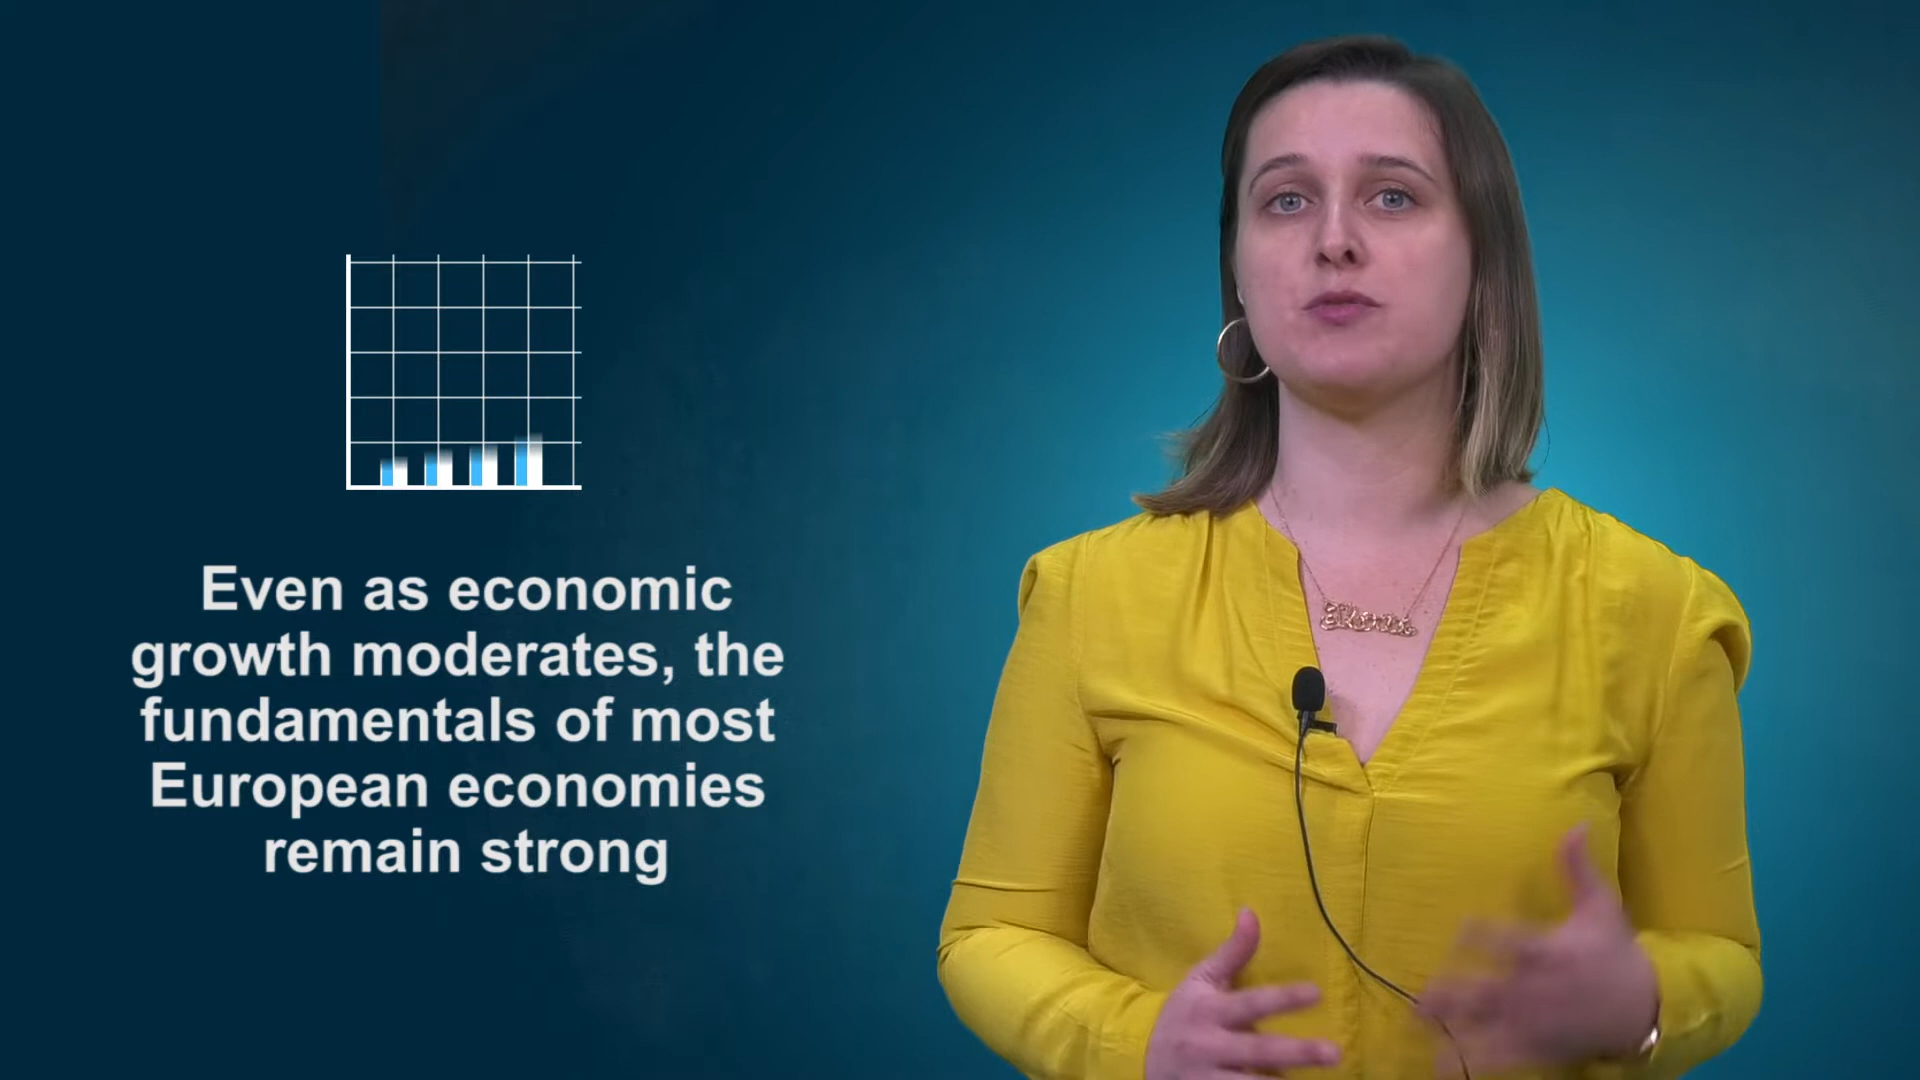 Even as economic
growth moderates, the
fundamentals of most
European economies
remain strong